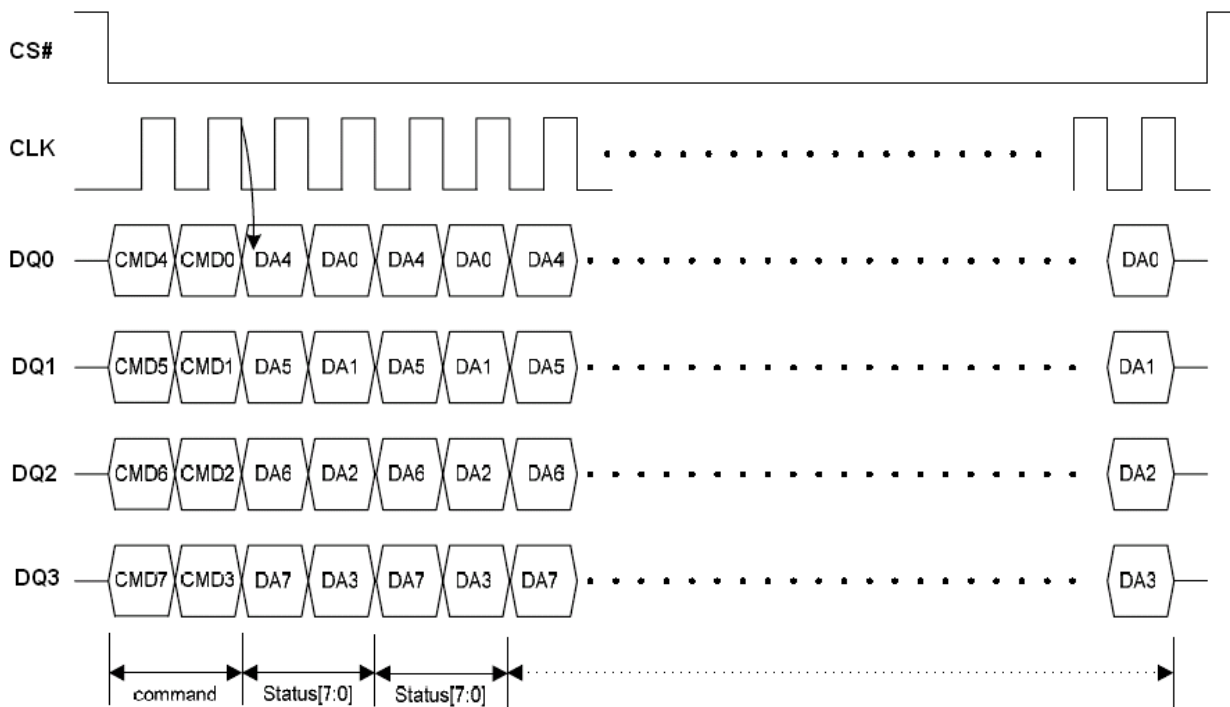 CS#
CLK
DQ0 CMD4 CMD0 DA4 DA0 DA4 DA0 DA4 DA0
DQ1 CMD5 CMD1 DA5 DA1 DA5 DA1 DA5 DA1
DQ2 CMD6 CMD2 DA6 DA2 DA6 DA2 DA6 DA2
DQ3 CMD7 CMD3 DA7 DA3 DA7 DA3 DA7 DA3
command Status[7:0] Status[7:0]